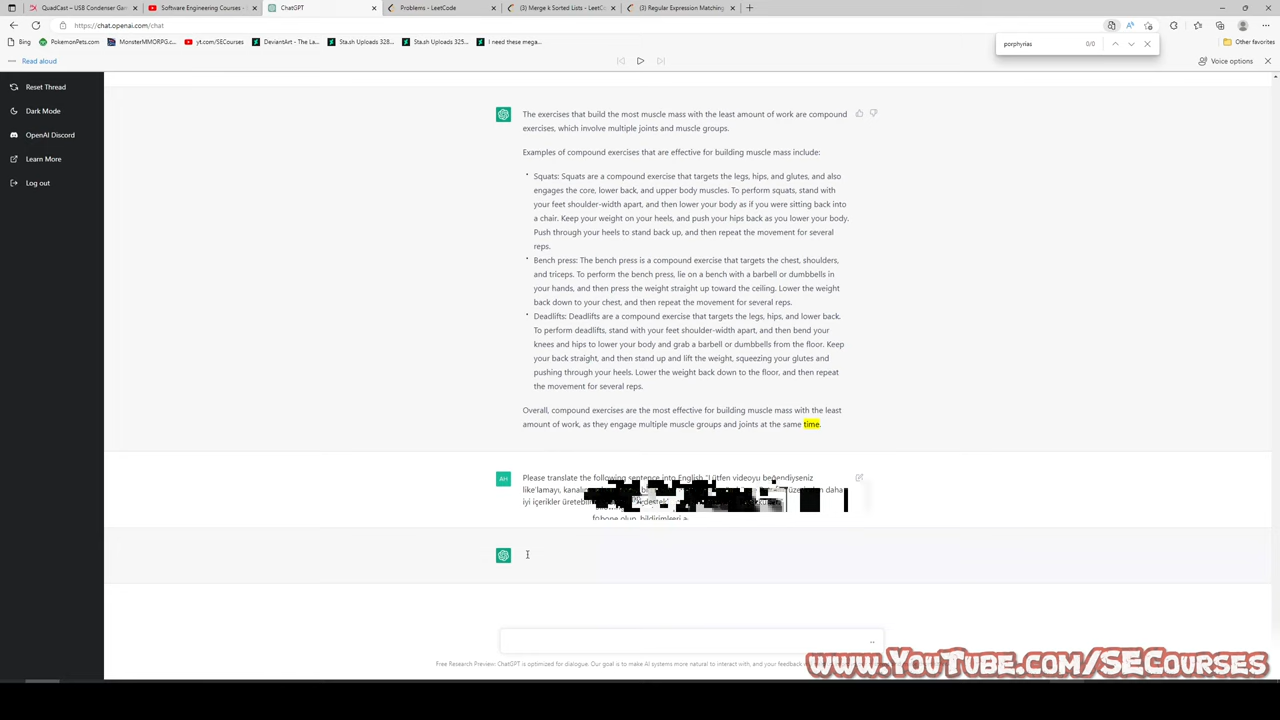 QuadCast – USB Condenser Gam
Software Engineering Courses -
ChatGPT
Problems - LeetCode
(3) Merge k Sorted Lists - LeetC
(3) Regular Expression Matching
https://chat.openai.com/chat
Bing
PokemonPets.com
MonsterMMORPG.c...
yt.com/SECourses
DeviantArt - The La...
Sta.sh Uploads 328...
Sta.sh Uploads 325...
I need these mega...
Other favorites
porphyrias
0/0
Read aloud
Voice options
Reset Thread
Dark Mode
OpenAI Discord
Learn More
Log out
The exercises that build the most muscle mass with the least amount of work are compound
exercises, which involve multiple joints and muscle groups.
Examples of compound exercises that are effective for building muscle mass include:
• Squats: Squats are a compound exercise that targets the legs, hips, and glutes, and also
engages the core, lower back, and upper body muscles. To perform squats, stand with
your feet shoulder-width apart, and then lower your body as if you were sitting back into
a chair. Keep your weight on your heels, and push your hips back as you lower your body.
Push through your heels to stand back up, and then repeat the movement for several
reps.
• Bench press: The bench press is a compound exercise that targets the chest, shoulders,
and triceps. To perform the bench press, lie on a bench with a barbell or dumbbells in
your hands, and then press the weight straight up toward the ceiling. Lower the weight
back down to your chest, and then repeat the movement for several reps.
• Deadlifts: Deadlifts are a compound exercise that targets the legs, hips, and lower back.
To perform deadlifts, stand with your feet shoulder-width apart, and then bend your
knees and hips to lower your body and grab a barbell or dumbbells from the floor. Keep
your back straight, and then stand up and lift the weight, squeezing your glutes and
pushing through your heels. Lower the weight back down to the floor, and then repeat
the movement for several reps.
Overall, compound exercises are the most effective for building muscle mass with the least
amount of work, as they engage multiple muscle groups and joints at the same time.
AH
Please translate the following sentence into English "Lütfen videoyu beğendiyseniz
like'lamayı, daha
iyi içerikler
Free Research Preview: ChatGPT is optimized for dialogue. Our goal is to make AI systems more natural to interact with, and your feedback
www.YouTube.com/SECourses